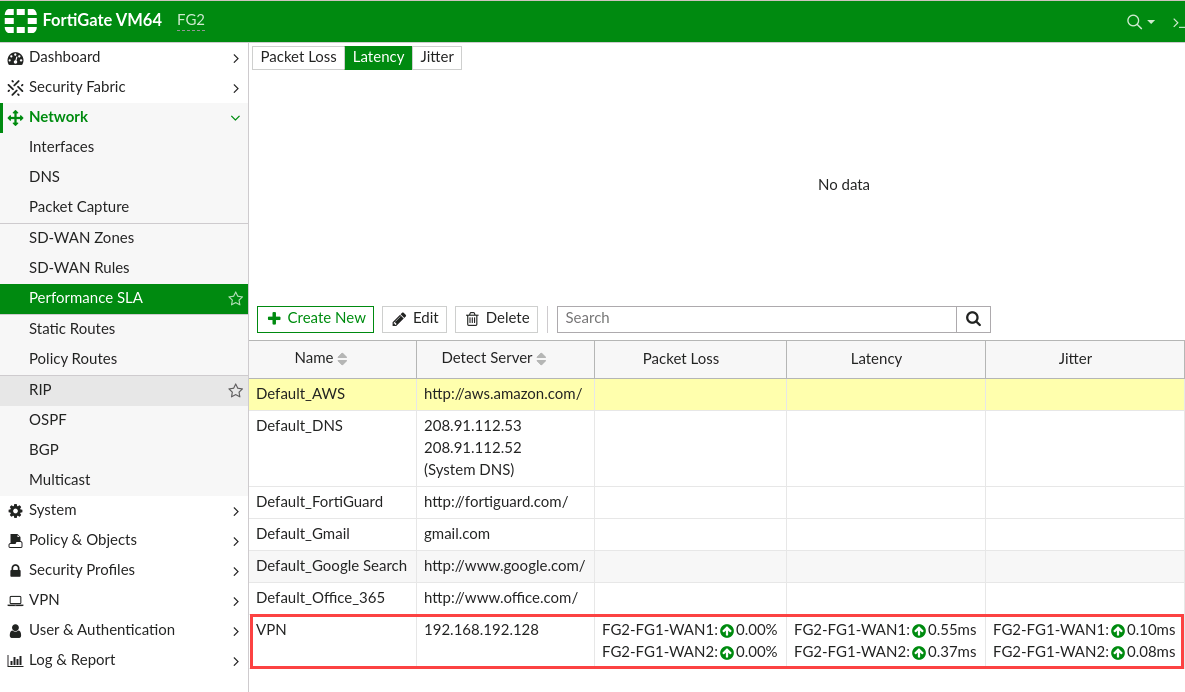 FortiGate VM64 FG2
Dashboard
Security Fabric
Network
Interfaces
DNS
Packet Capture
SD-WAN Zones
SD-WAN Rules
Performance SLA
Static Routes
Policy Routes
RIP
OSPF
BGP
Multicast
System
Policy & Objects
Security Profiles
VPN
User & Authentication
Log & Report
Packet Loss Latency Jitter
No data
Create New Edit Delete Search
Name Detect Server Packet Loss Latency Jitter
Default_AWS http://aws.amazon.com/
Default_DNS 208.91.112.53
208.91.112.52
(System DNS)
Default_FortiGuard http://fortiguard.com/
Default_Gmail gmail.com
Default_Google Search http://www.google.com/
Default_Office_365 http://www.office.com/
VPN 192.168.192.128 FG2-FG1-WAN1: 0.00% FG2-FG1-WAN1: 0.55ms FG2-FG1-WAN1: 0.10ms
FG2-FG1-WAN2: 0.00% FG2-FG1-WAN2: 0.37ms FG2-FG1-WAN2: 0.08ms